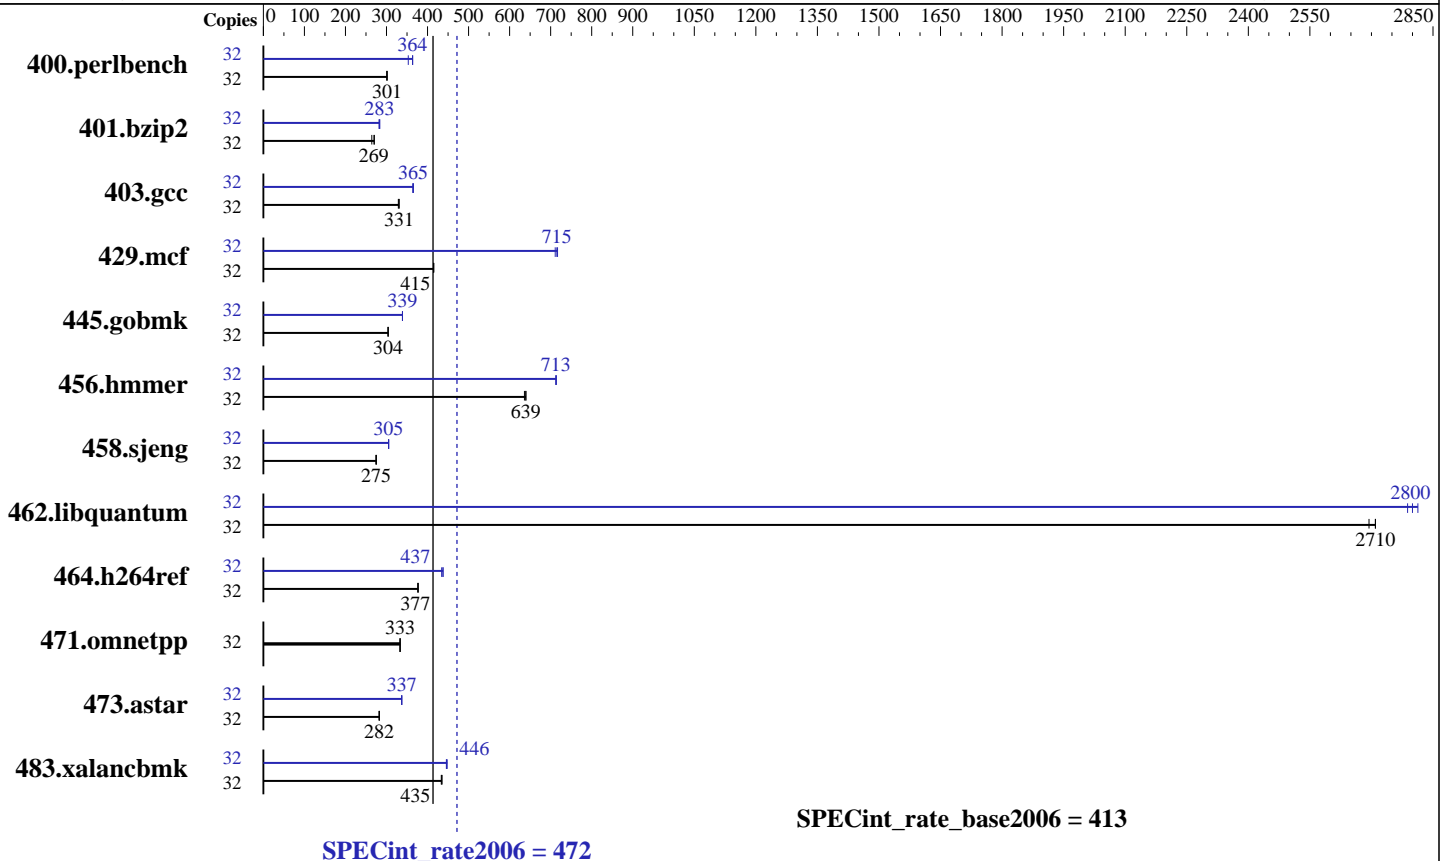 Copies 0 100 200 300 400 500 600 700 800 900 1050 1200 1350 1500 1650 1800 1950 2100 2250 2400 2550 2850
400.perlbench 32 364
32 301
401.bzip2 32 283
32 269
403.gcc 32 365
32 331
429.mcf 32 715
32 415
445.gobmk 32 339
32 304
456.hmmer 32 713
32 639
458.sjeng 32 305
32 275
462.libquantum 32 2800
32 2710
464.h264ref 32 437
32 377
471.omnetpp 32 333
473.astar 32 337
32 282
483.xalancbmk 32 446
32 435
SPECint_rate_base2006 = 413
SPECint_rate2006 = 472